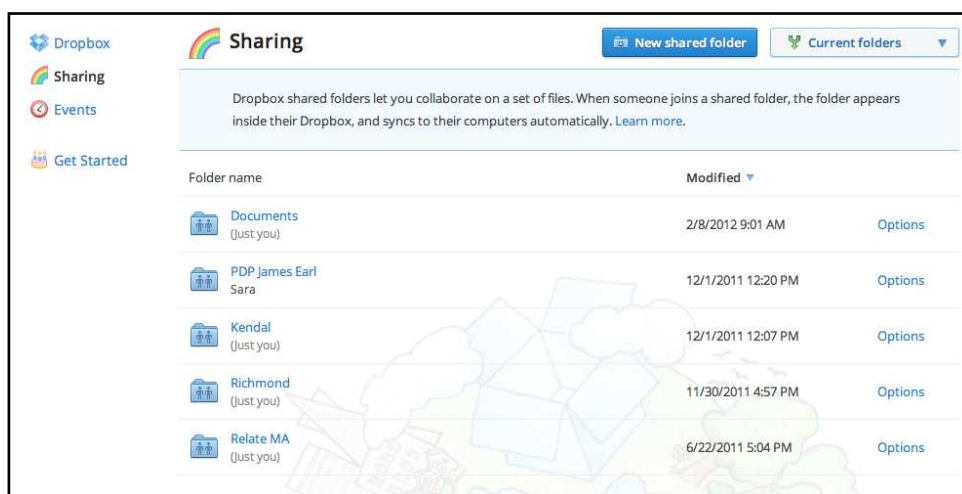 Dropbox
Sharing
Events
Get Started
Sharing
New shared folder
Current folders
Dropbox shared folders let you collaborate on a set of files. When someone joins a shared folder, the folder appears
inside their Dropbox, and syncs to their computers automatically. Learn more.
Folder name Modified
Documents
(Just you)
2/8/2012 9:01 AM Options
PDP James Earl
Sara
12/1/2011 12:20 PM Options
Kendal
(Just you)
12/1/2011 12:07 PM Options
Richmond
(Just you)
11/30/2011 4:57 PM Options
Relate MA
(Just you)
6/22/2011 5:04 PM Options